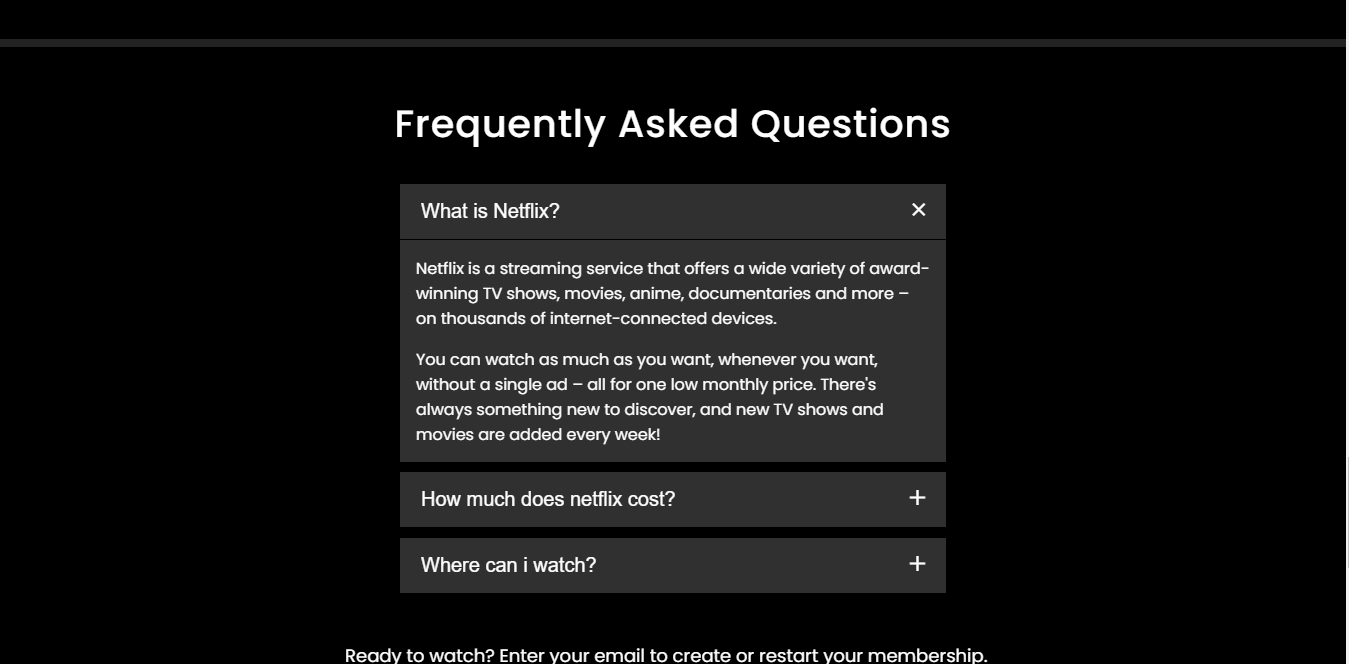 Frequently Asked Questions
What is Netflix?
Netflix is a streaming service that offers a wide variety of award-
winning TV shows, movies, anime, documentaries and more –
on thousands of internet-connected devices.
You can watch as much as you want, whenever you want,
without a single ad – all for one low monthly price. There's
always something new to discover, and new TV shows and
movies are added every week!
How much does netflix cost?
Where can i watch?
Ready to watch? Enter your email to create or restart your membership.